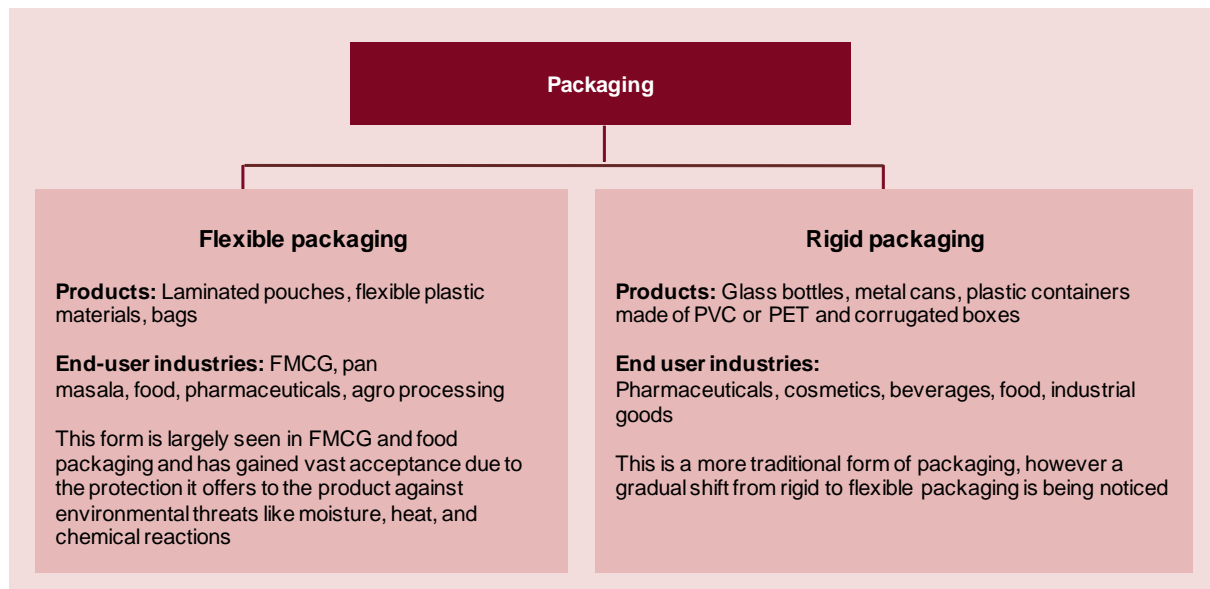 Packaging
Flexible packaging
Products: Laminated pouches, flexible plastic
materials, bags
End-user industries: FMCG, pan
masala, food, pharmaceuticals, agro processing
This form is largely seen in FMCG and food
packaging and has gained vast acceptance due to
the protection it offers to the product against
environmental threats like moisture, heat, and
chemical reactions
Rigid packaging
Products: Glass bottles, metal cans, plastic containers
made of PVC or PET and corrugated boxes
End user industries:
Pharmaceuticals, cosmetics, beverages, food, industrial
goods
This is a more traditional form of packaging, however a
gradual shift from rigid to flexible packaging is being noticed